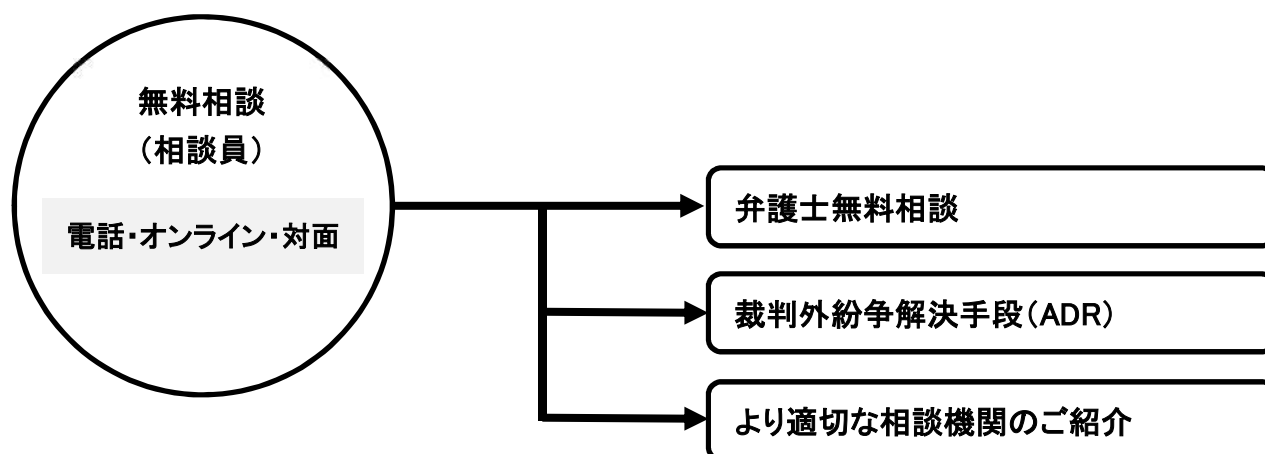 無料相談
（相談員）
電話・オンライン・対面
弁護士無料相談
裁判外紛争解決手段（ADR）
より適切な相談機関のご紹介